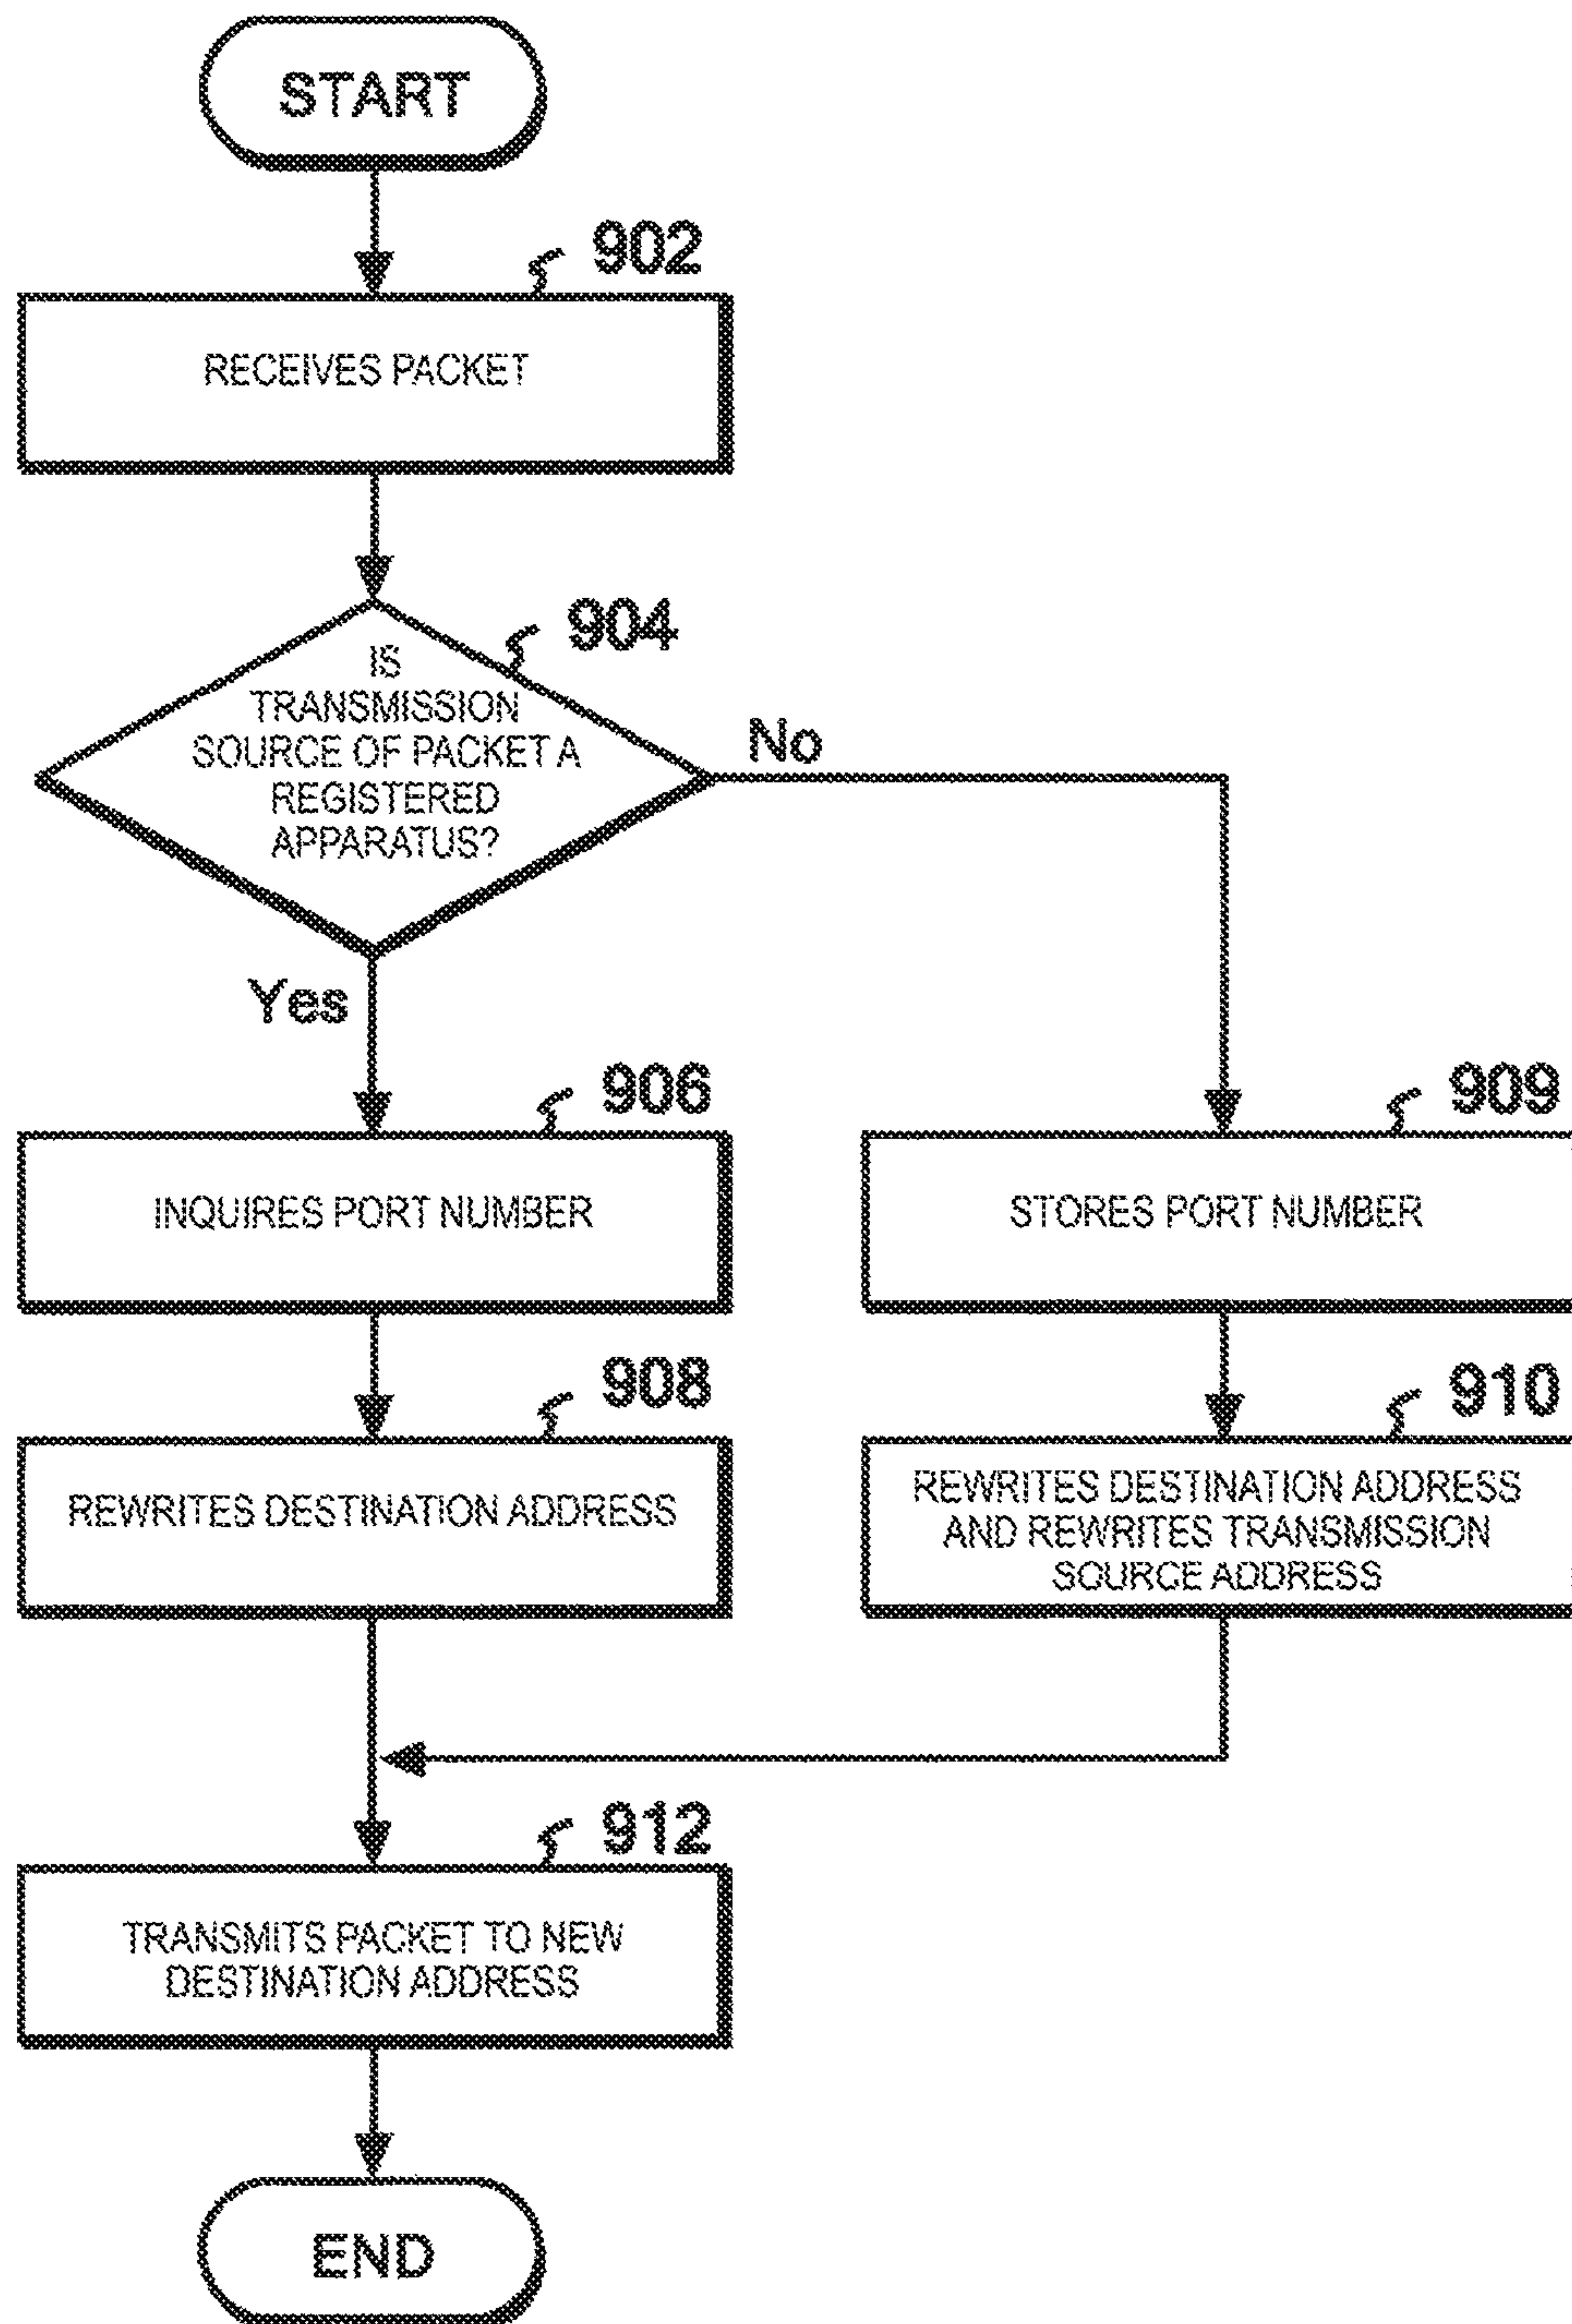 START
902
RECEIVES PACKET
904
IS
TRANSMISSION
SOURCE OF PACKET A
REGISTERED
APPARATUS?
No
Yes
906
INQUIRES PORT NUMBER
909
STORES PORT NUMBER
908
REWRITES DESTINATION ADDRESS
910
REWRITES DESTINATION ADDRESS
AND REWRITES TRANSMISSION
SOURCE ADDRESS
912
TRANSMITS PACKET TO NEW
DESTINATION ADDRESS
END